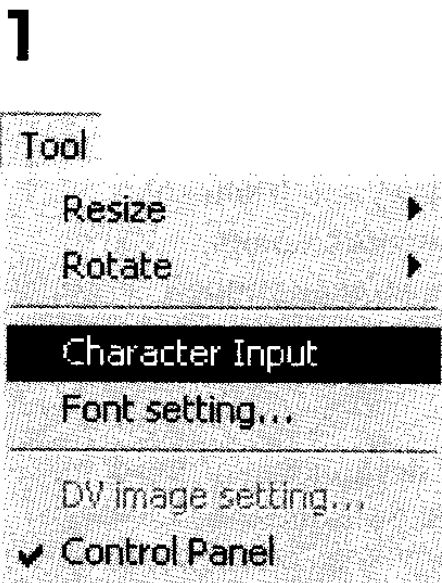 1
Tool
Resize
Rotate
Character Input
Font setting...
DV image setting...
Control Panel